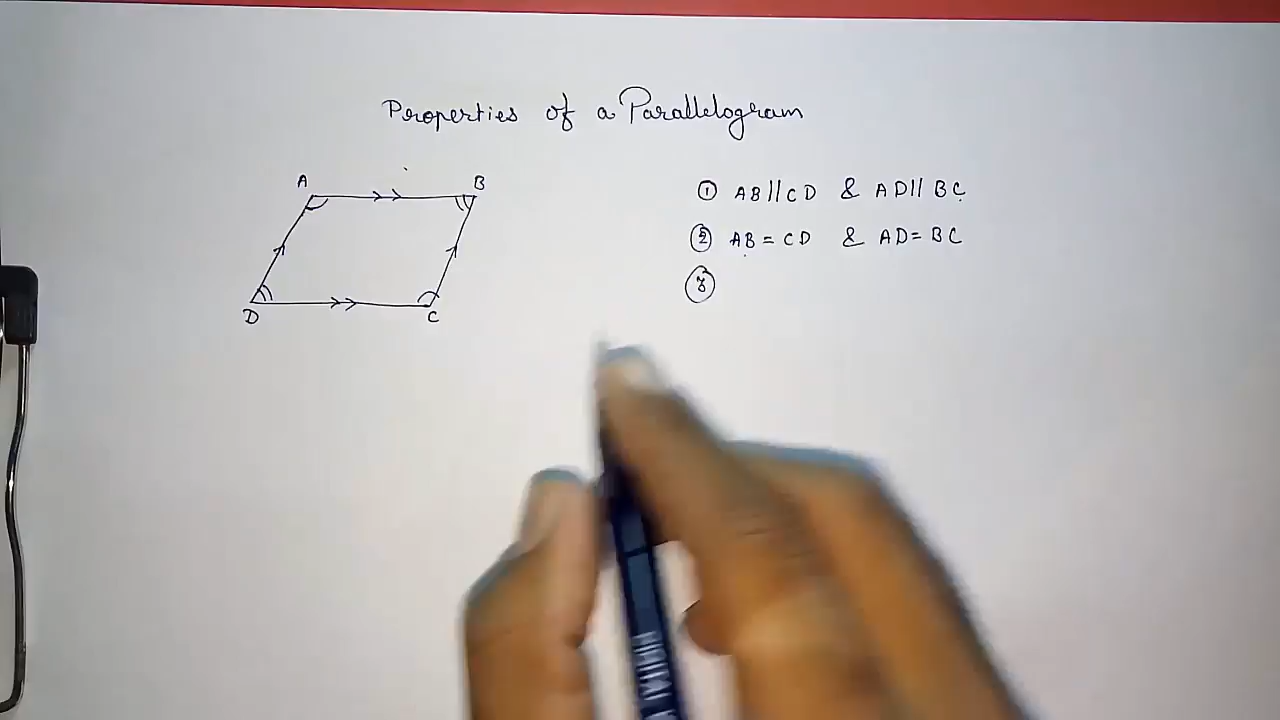 Properties of a Parallelogram
A B
D C
① AB||CD & AD||BC
② AB = CD & AD = BC
③